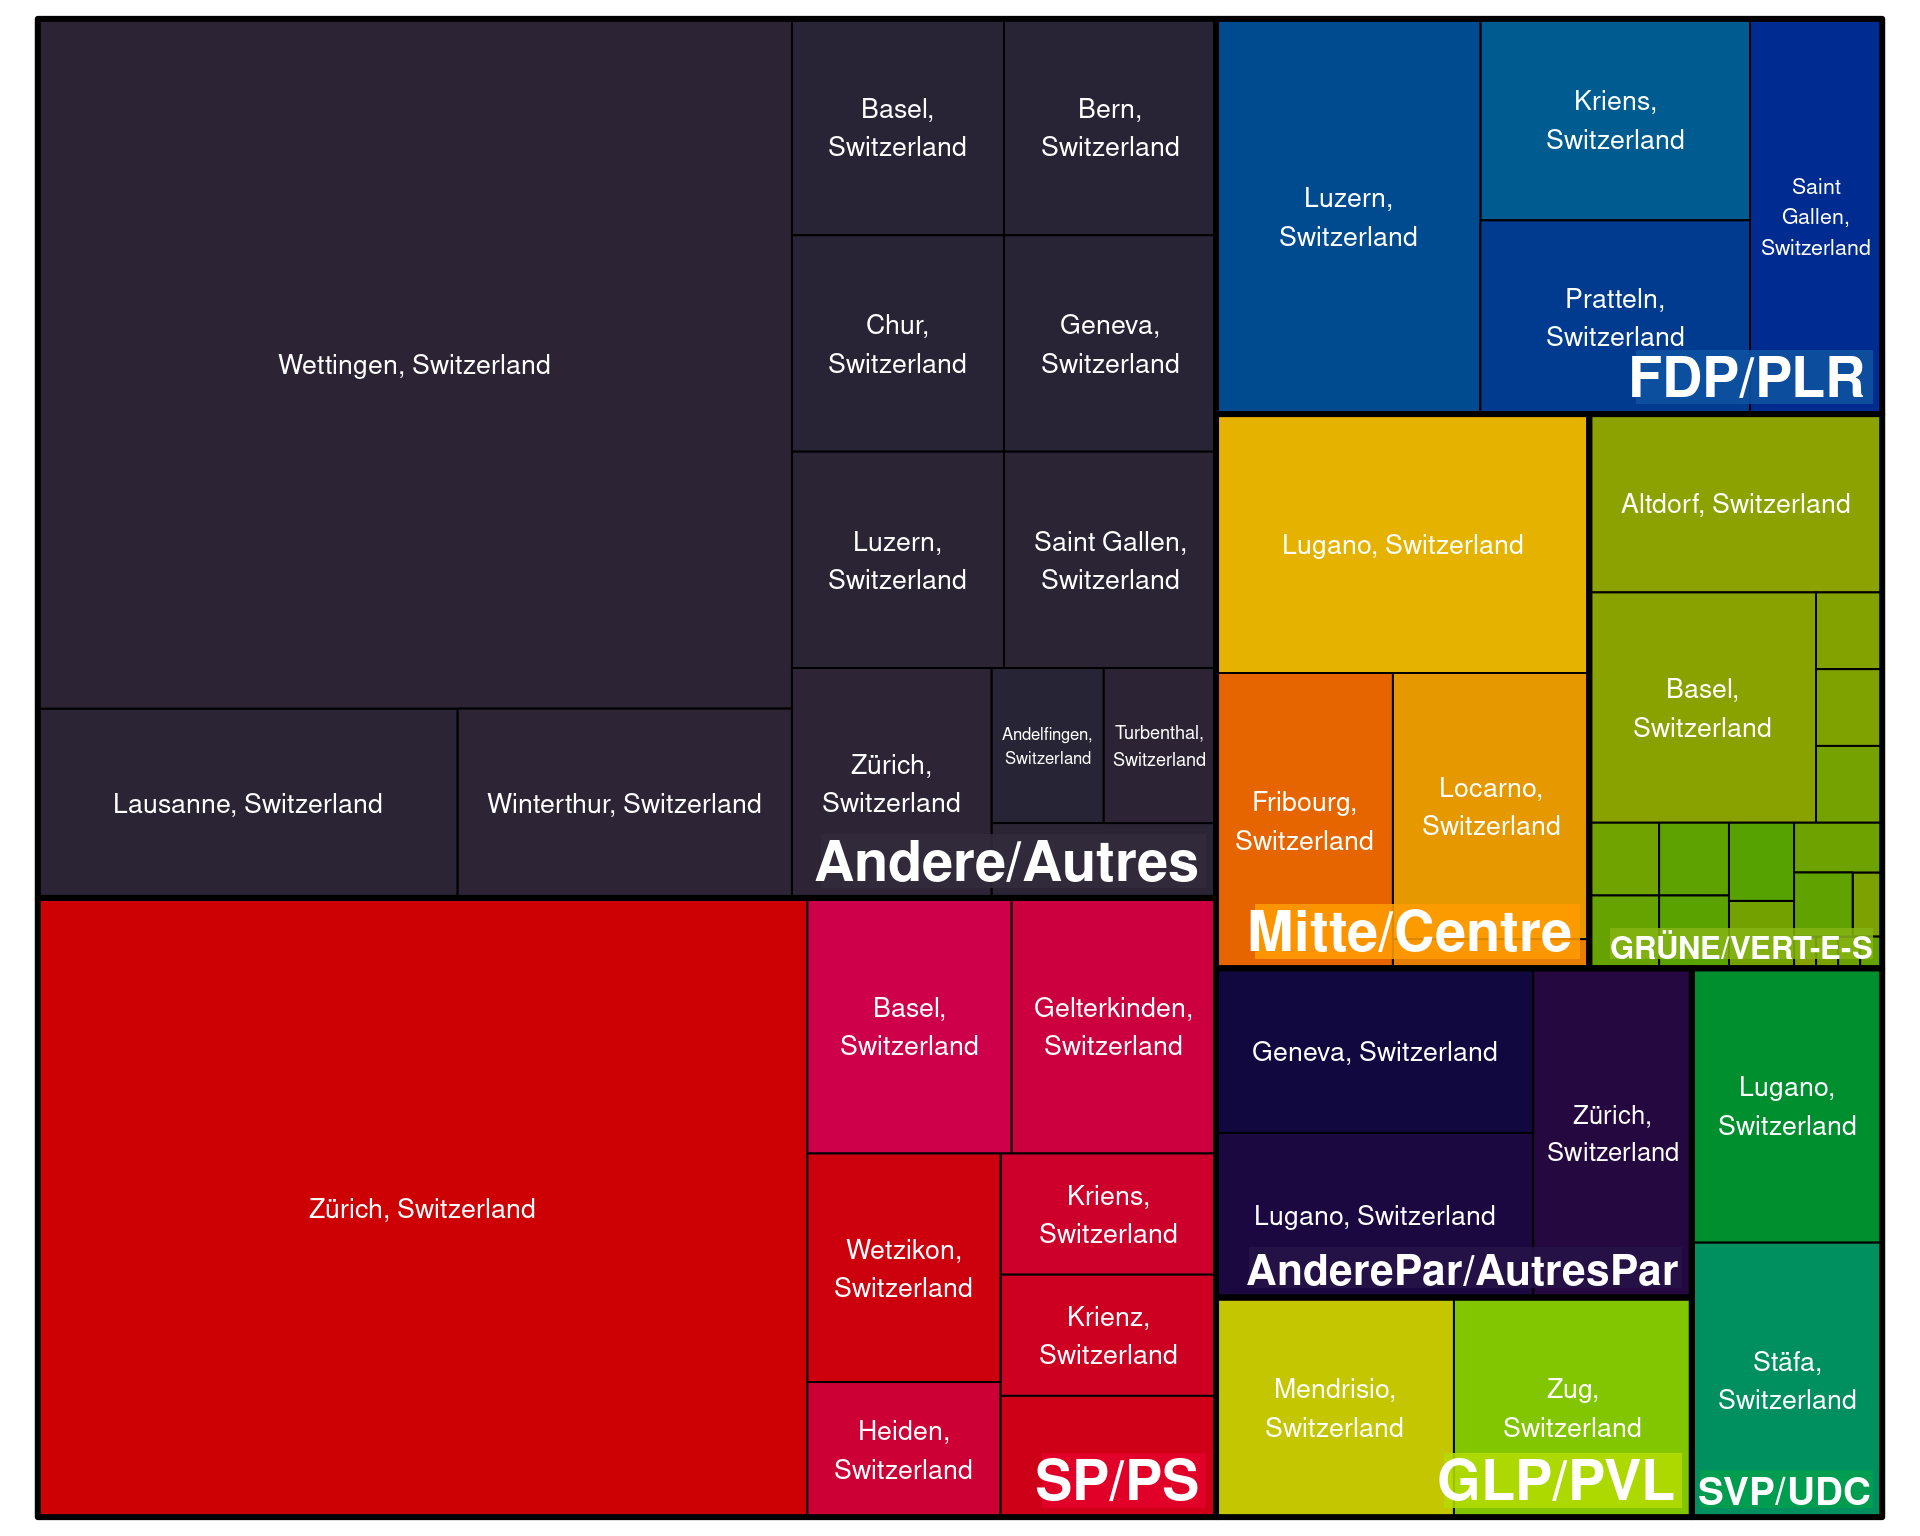 Wettingen, Switzerland
Lausanne, Switzerland
Winterthur, Switzerland
Basel,
Switzerland
Bern,
Switzerland
Chur,
Switzerland
Geneva,
Switzerland
Luzern,
Switzerland
Saint Gallen,
Switzerland
Zürich,
Switzerland
Andelfingen,
Switzerland
Turbenthal,
Switzerland
Andere/Autres
Zürich, Switzerland
Basel,
Switzerland
Gelterkinden,
Switzerland
Wetzikon,
Switzerland
Kriens,
Switzerland
Krienz,
Switzerland
Heiden,
Switzerland
SP/PS
Luzern,
Switzerland
Kriens,
Switzerland
Pratteln,
Switzerland
Saint
Gallen,
Switzerland
FDP/PLR
Lugano, Switzerland
Fribourg,
Switzerland
Locarno,
Switzerland
Mitte/Centre
Altdorf, Switzerland
Basel,
Switzerland
GRÜNE/VERT-E-S
Geneva, Switzerland
Lugano, Switzerland
Zürich,
Switzerland
AnderePar/AutresPar
Mendrisio,
Switzerland
Zug,
Switzerland
GLP/PVL
Lugano,
Switzerland
Stäfa,
Switzerland
SVP/UDC